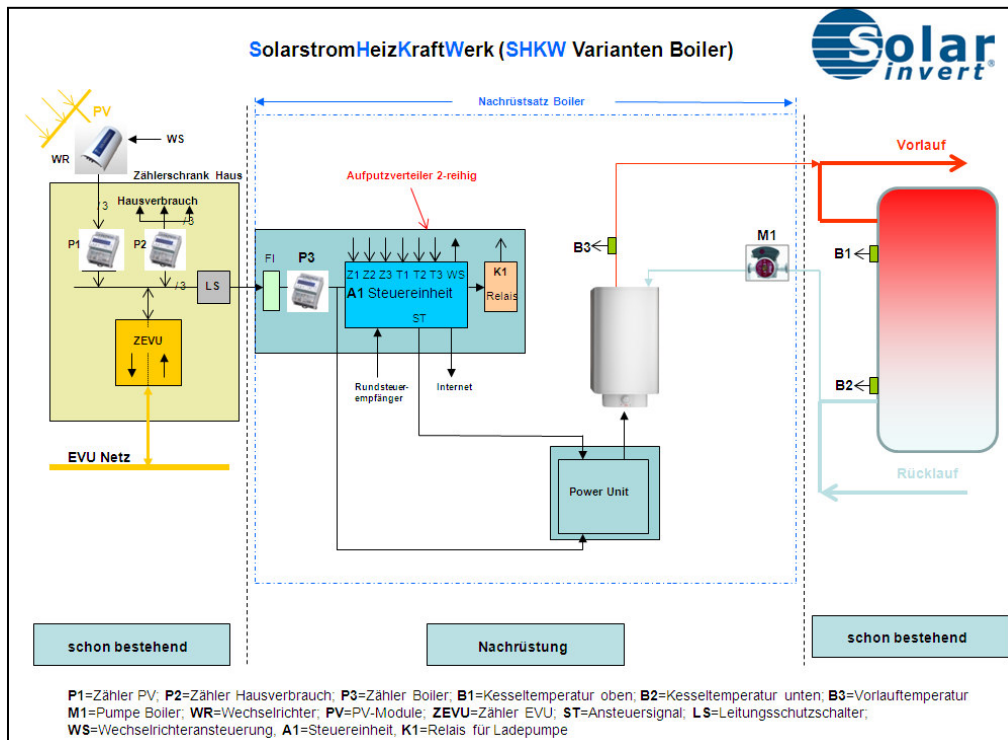 SolarstromHeizKraftWerk (SHKW Varianten Boiler)
Solar
invert®
Nachrüstsatz Boiler
PV
WS
WR
Zählerschrank Haus
Hausverbrauch
/3
/3
P1
P2
/3
LS
ZEVU
EVU Netz
Aufputzverteiler 2-reihig
FI
P3
Z1 Z2 Z3 T1 T2 T3 WS
A1 Steuereinheit
ST
K1
Relais
Rundsteuer-
empfänger
Internet
B3
M1
Power Unit
Vorlauf
B1
B2
Rücklauf
schon bestehend
Nachrüstung
schon bestehend
P1=Zähler PV; P2=Zähler Hausverbrauch; P3=Zähler Boiler; B1=Kesseltemperatur oben; B2=Kesseltemperatur unten; B3=Vorlauftemperatur
M1=Pumpe Boiler; WR=Wechselrichter; PV=PV-Module; ZEVU=Zähler EVU; ST=Ansteuersignal; LS=Leitungsschutzschalter;
WS=Wechselrichteransteuerung, A1=Steuereinheit, K1=Relais für Ladepumpe